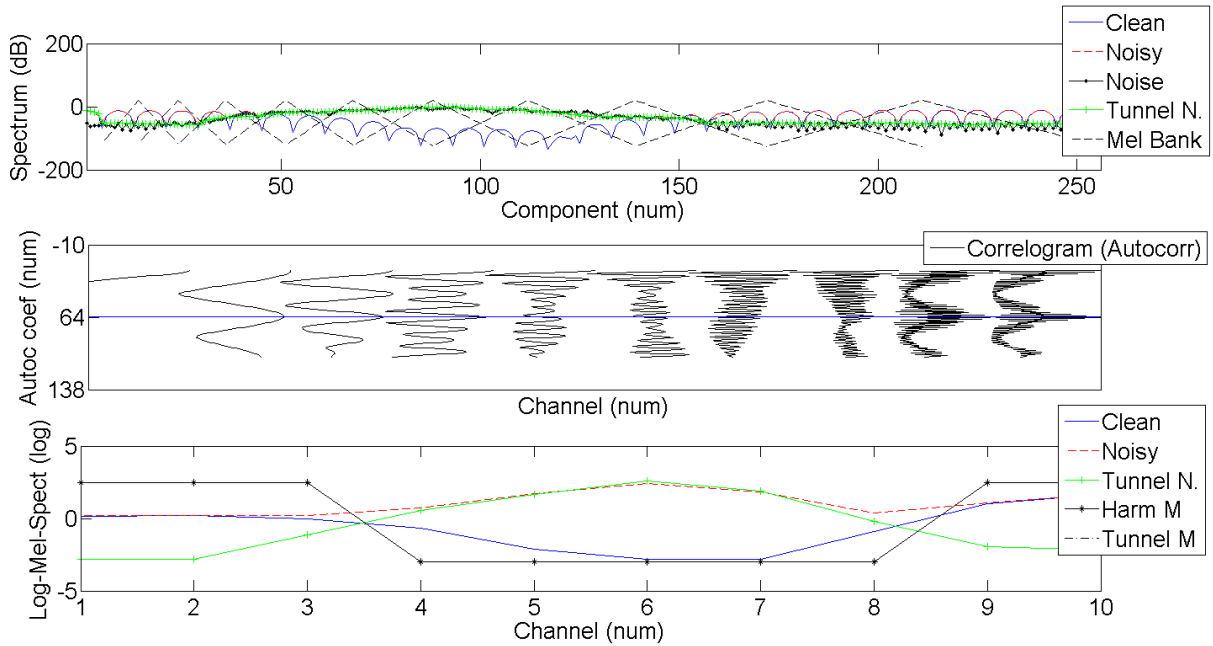 200
0
-200
Spectrum (dB)
50
100
150
200
250
Component (num)
Clean
Noisy
Noise
Tunnel N.
Mel Bank
-10
64
138
Autoc coef (num)
Channel (num)
Correlogram (Autocorr)
5
0
-5
Log-Mel-Spect (log)
1
2
3
4
5
6
7
8
9
10
Channel (num)
Clean
Noisy
Tunnel N.
Harm M
Tunnel M